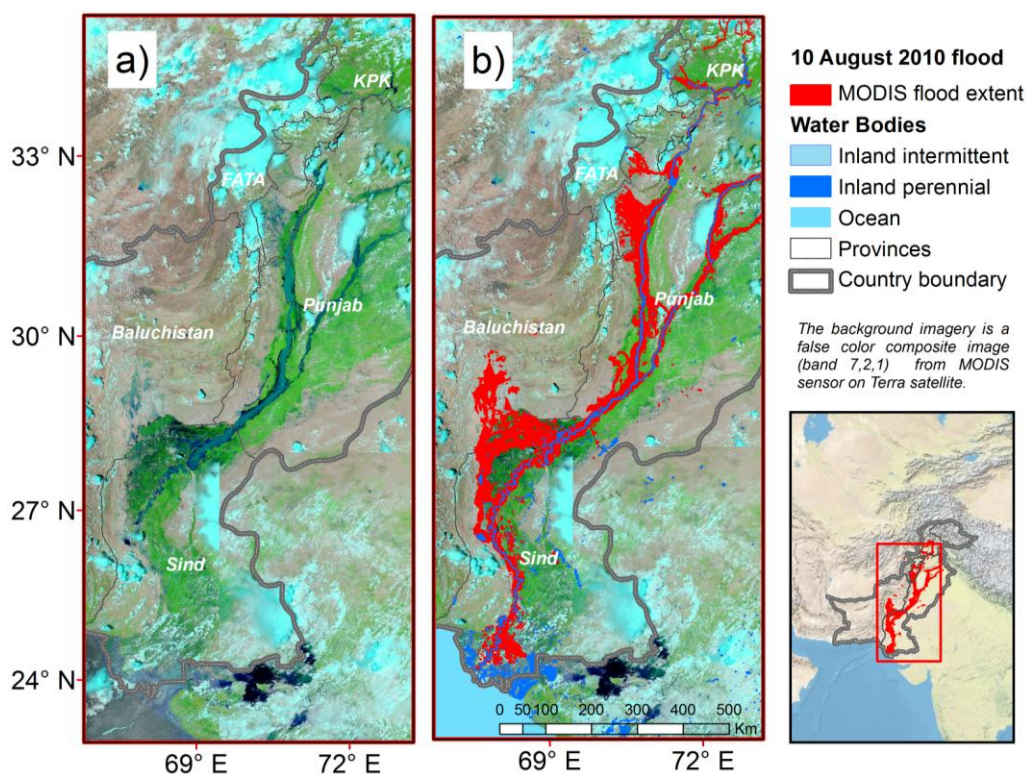 a)
KPK
FATA
Punjab
Baluchistan
Sind
33° N
30° N
27° N
24° N
69° E
72° E
b)
KPK
FATA
Punjab
Baluchistan
Sind
0 50 100 200 300 400 500
Km
69° E
72° E
10 August 2010 flood
MODIS flood extent
Water Bodies
Inland intermittent
Inland perennial
Ocean
Provinces
Country boundary
The background imagery is a
false color composite image
(band 7,2,1) from MODIS
sensor on Terra satellite.